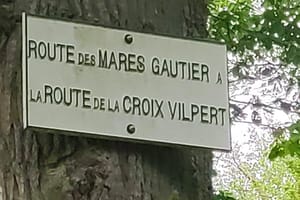 ROUTE DES MARES GAUTIER À
LA ROUTE DE LA CROIX VILPERT